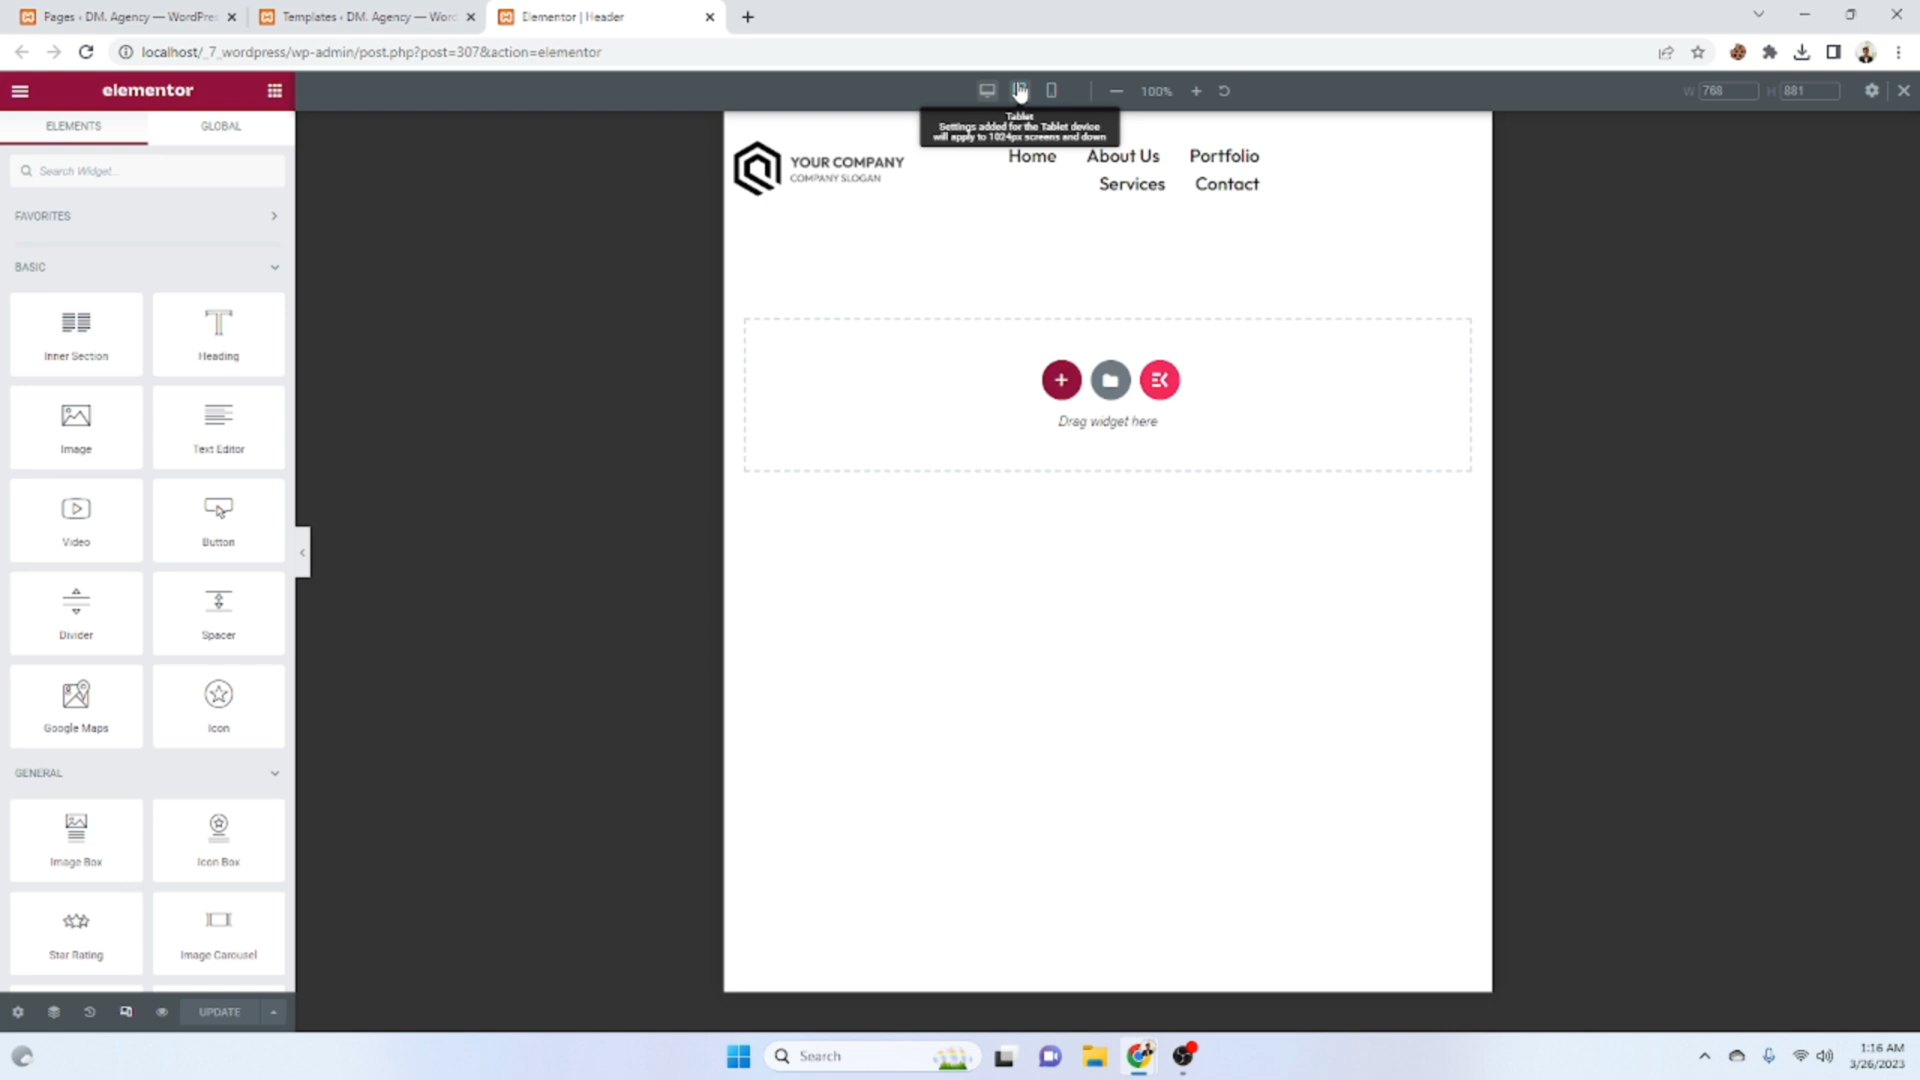 Pages ‹ DM. Agency — WordPre
Templates ‹ DM. Agency — Word
Elementor | Header
localhost/_7_wordpress/wp-admin/post.php?post=307&action=elementor
elementor
100%
W 768
H 881
ELEMENTS
GLOBAL
Tablet
Settings added for the Tablet device
will apply to 1024px screens and down
Search Widget...
YOUR COMPANY
COMPANY SLOGAN
Home
About Us
Portfolio
Services
Contact
FAVORITES
BASIC
Inner Section
Heading
Image
Text Editor
Drag widget here
Video
Button
Divider
Spacer
Google Maps
Icon
GENERAL
Image Box
Icon Box
Star Rating
Image Carousel
UPDATE
Search
1:16 AM
3/26/2023